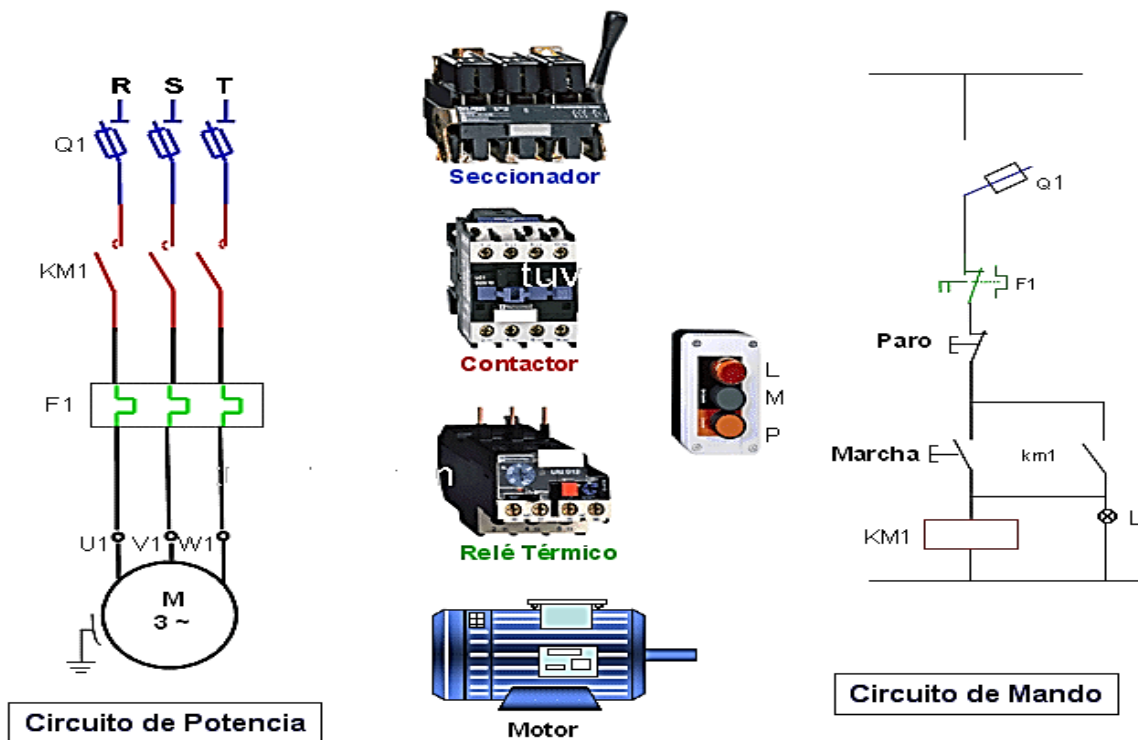 R S T
Q1
KM1
F1
U1 V1 W1
M
3 ~
Circuito de Potencia
Seccionador
tuv
Contactor
Relé Térmico
Motor
L
M
P
Q1
F1
Paro
Marcha
km1
KM1
L
Circuito de Mando